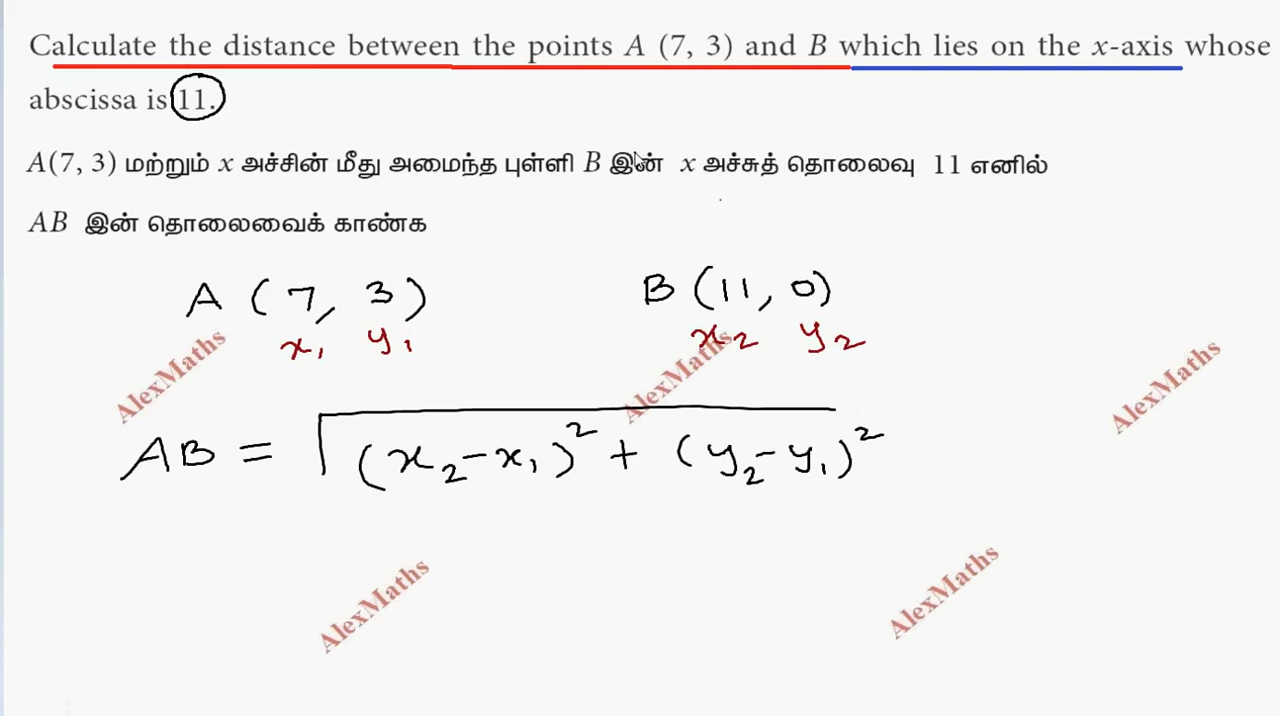 Calculate the distance between the points A (7, 3) and B which lies on the x-axis whose
abscissa is 11.
A(7, 3) மற்றும் x அச்சின் மீது அமைந்த புள்ளி B இன் x அச்சுத் தொலைவு 11 எனில்
AB இன் தொலைவைக் காண்க
A (7, 3) B (11, 0)
x₁ y₁ x₂ y₂
AlexMaths AlexMaths AlexMaths
AB = √(x₂-x₁)² + (y₂-y₁)²
AlexMaths AlexMaths